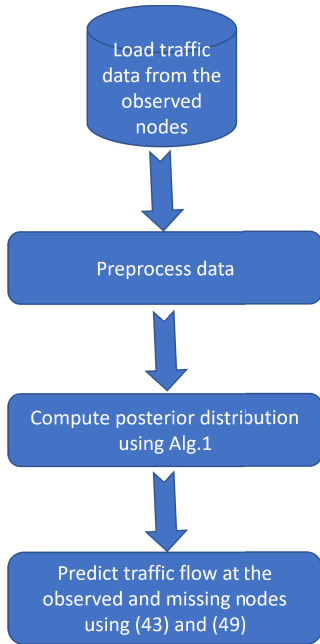 Load traffic
data from the
observed
nodes
Preprocess data
Compute posterior distribution
using Alg.1
Predict traffic flow at the
observed and missing nodes
using (43) and (49)